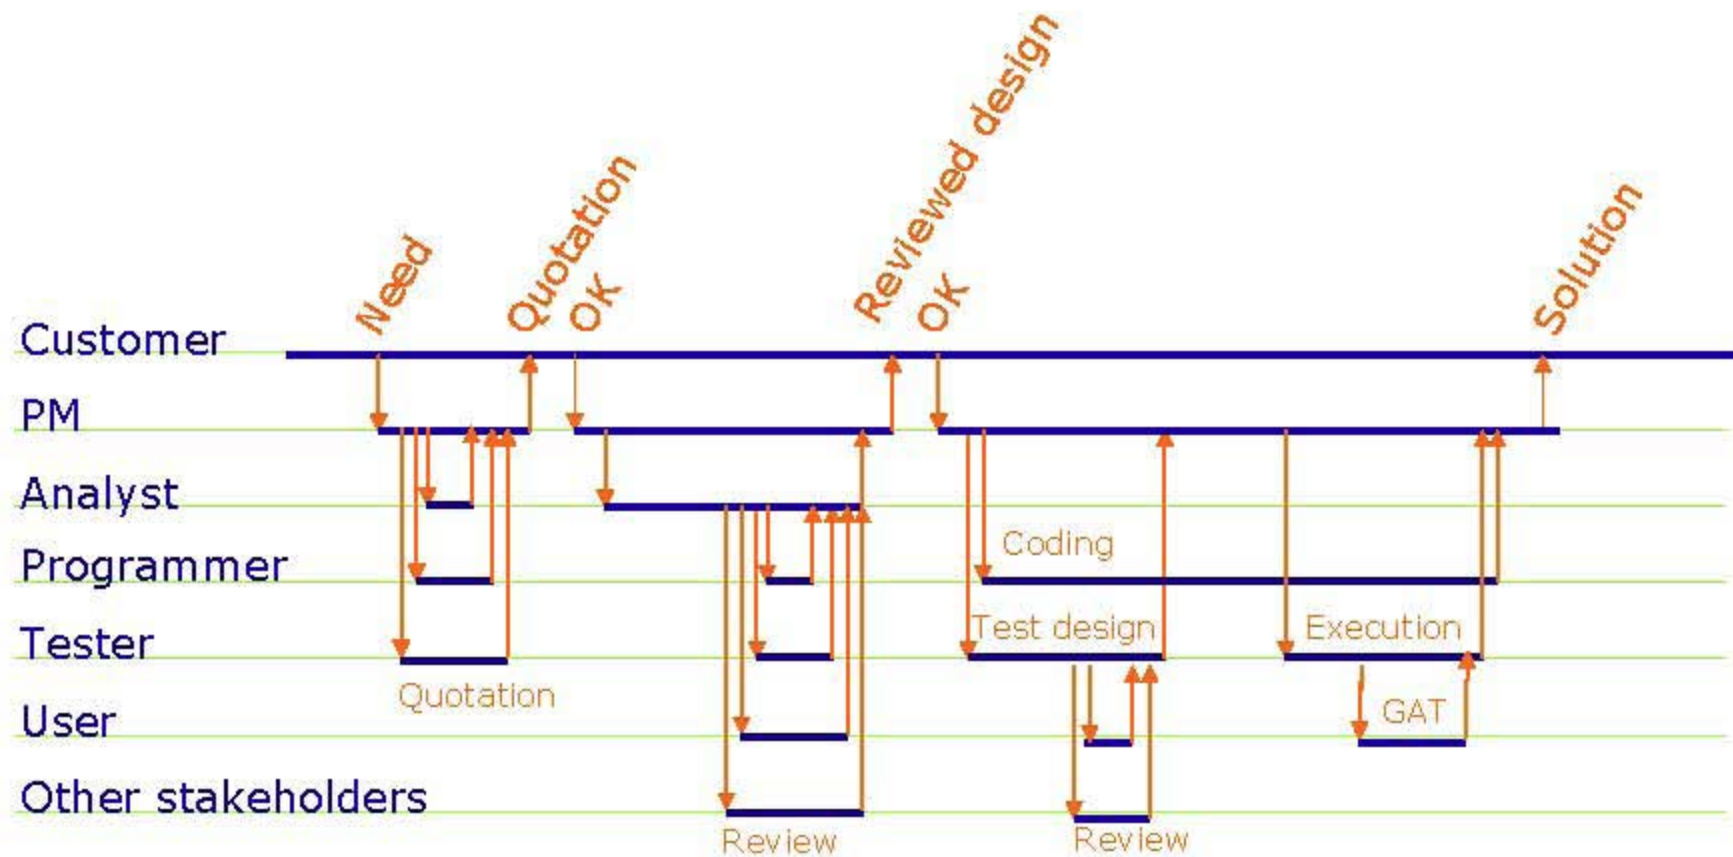 Need
Quotation
OK
Reviewed design
OK
Solution
Customer
PM
Analyst
Coding
Programmer
Test design
Execution
Tester
Quotation
GAT
User
Other stakeholders
Review
Review